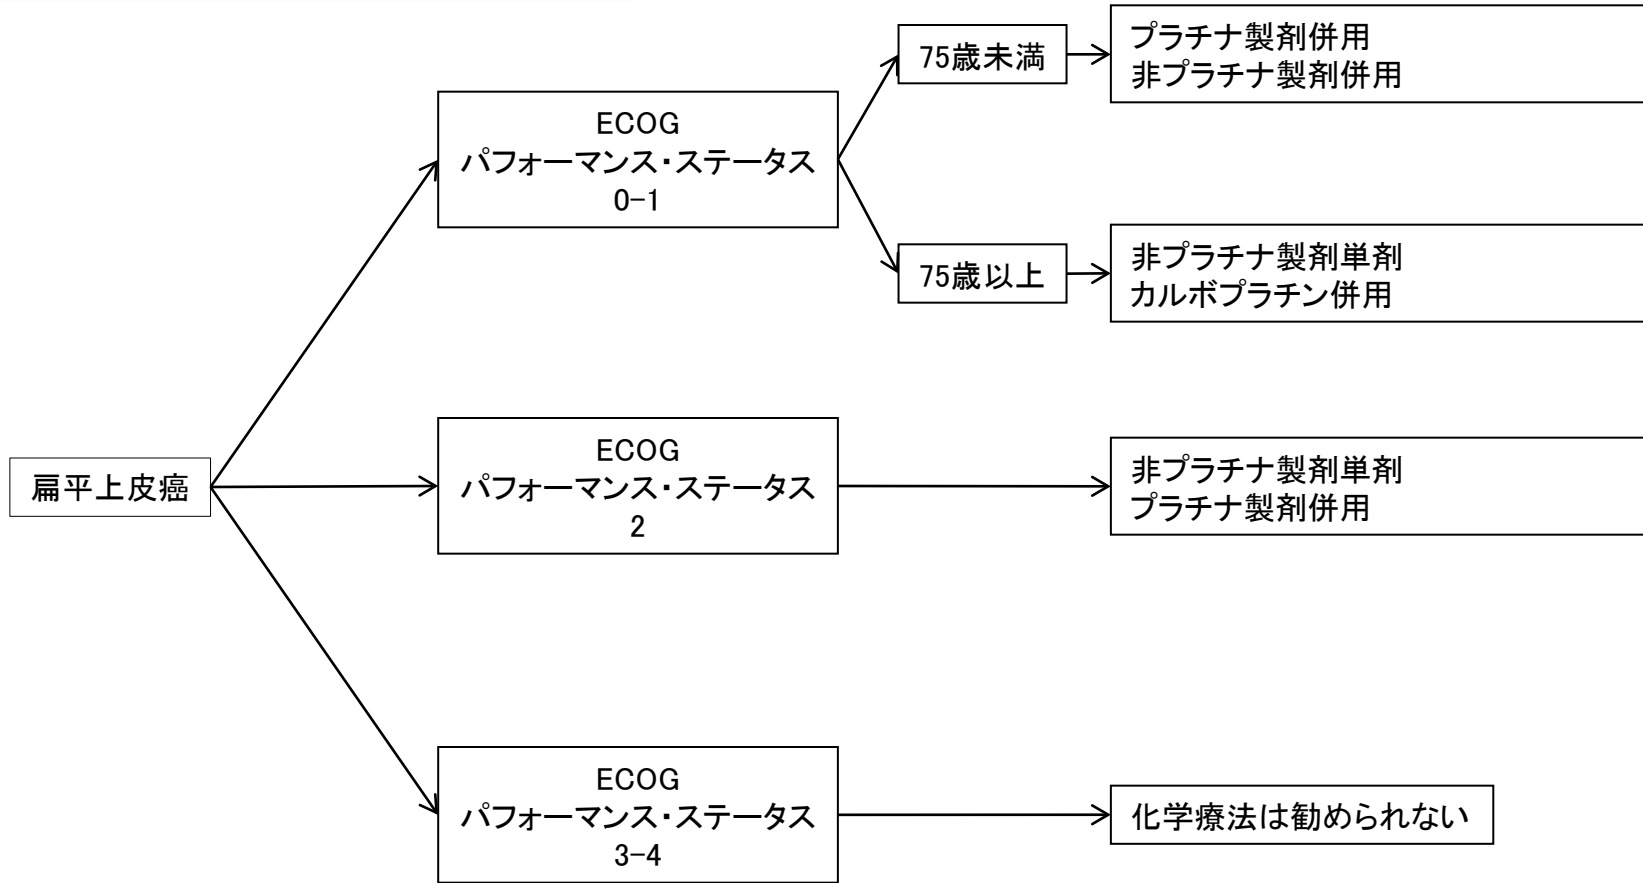 75歳未満
プラチナ製剤併用
非プラチナ製剤併用
ECOG
パフォーマンス・ステータス
0-1
75歳以上
非プラチナ製剤単剤
カルボプラチン併用
扁平上皮癌
ECOG
パフォーマンス・ステータス
2
非プラチナ製剤単剤
プラチナ製剤併用
ECOG
パフォーマンス・ステータス
3-4
化学療法は勧められない